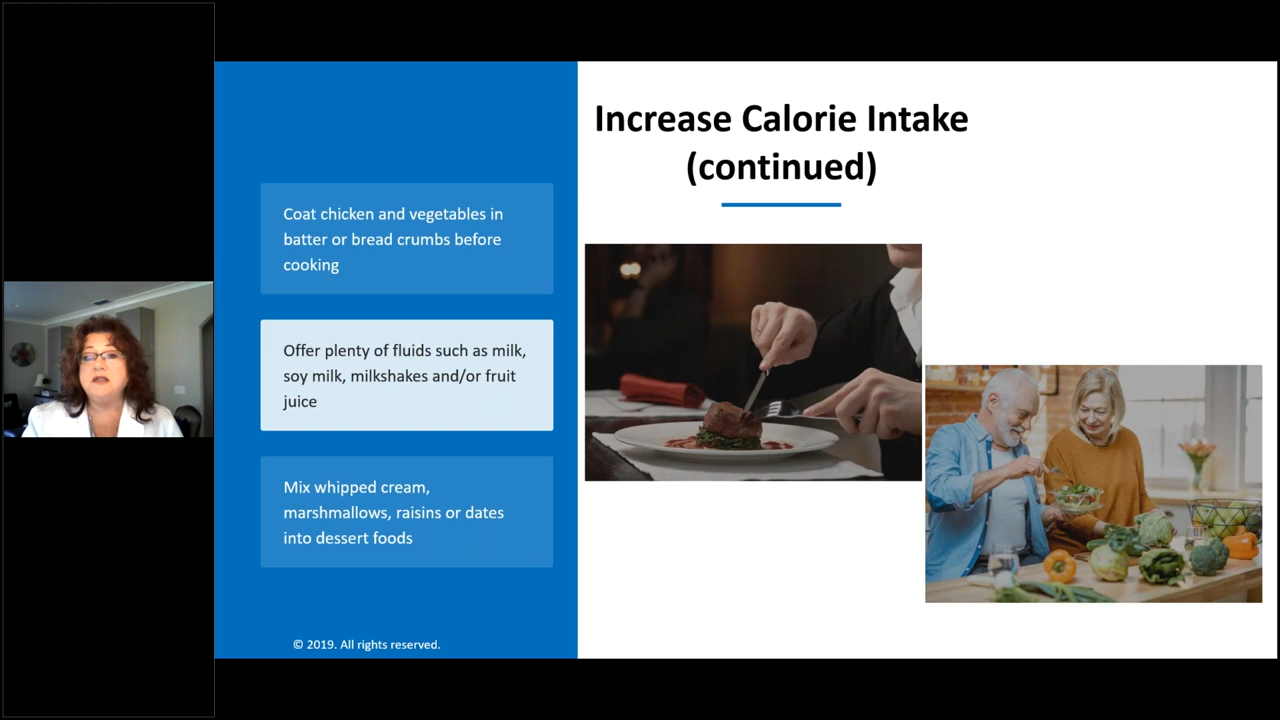 Increase Calorie Intake
(continued)
Coat chicken and vegetables in
batter or bread crumbs before
cooking
Offer plenty of fluids such as milk,
soy milk, milkshakes and/or fruit
juice
Mix whipped cream,
marshmallows, raisins or dates
into dessert foods
© 2019. All rights reserved.